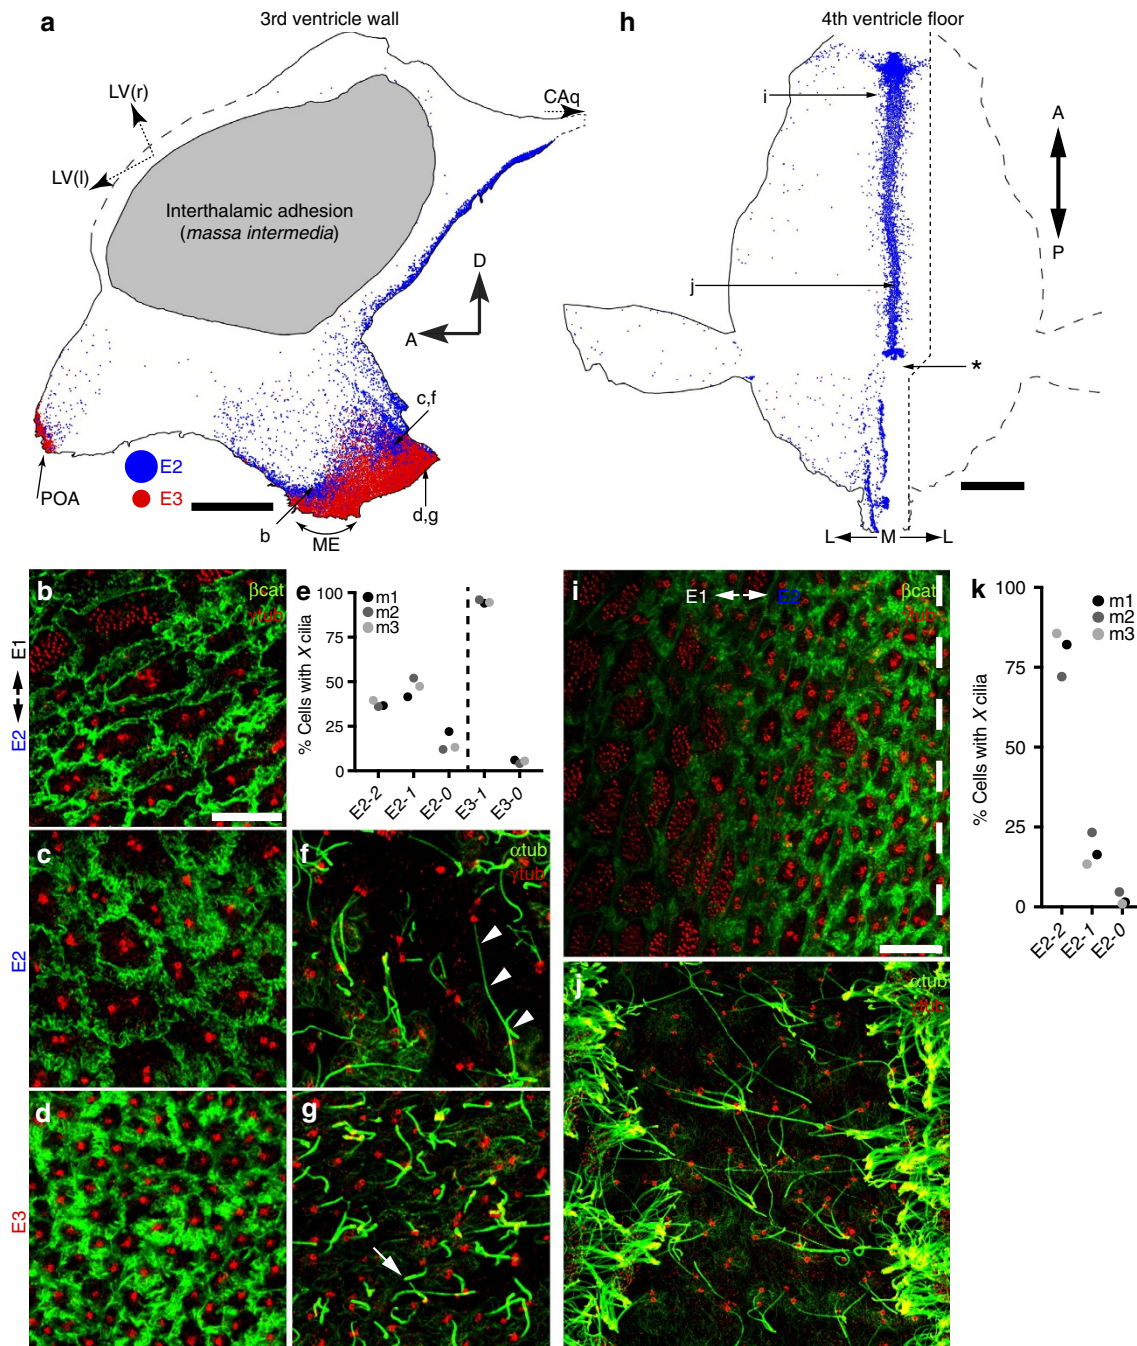 a
3rd ventricle wall
LV(r)
LV(l)
CAq
Interthalamic adhesion
(massa intermedia)
D
A
c,f
E2
E3
POA
b
ME
d,g
h
4th ventricle floor
i
A
P
j
*
L M L
b
βcat
γtub
E1
E2
e
m1
m2
m3
% Cells with X cilia
100
75
50
25
0
E2-2
E2-1
E2-0
E3-1
E3-0
c
E2
f
αtub
γtub
d
E3
g
i
E1
E2
βcat
γtub
j
αtub
γtub
k
m1
m2
m3
% Cells with X cilia
100
75
50
25
0
E2-2
E2-1
E2-0